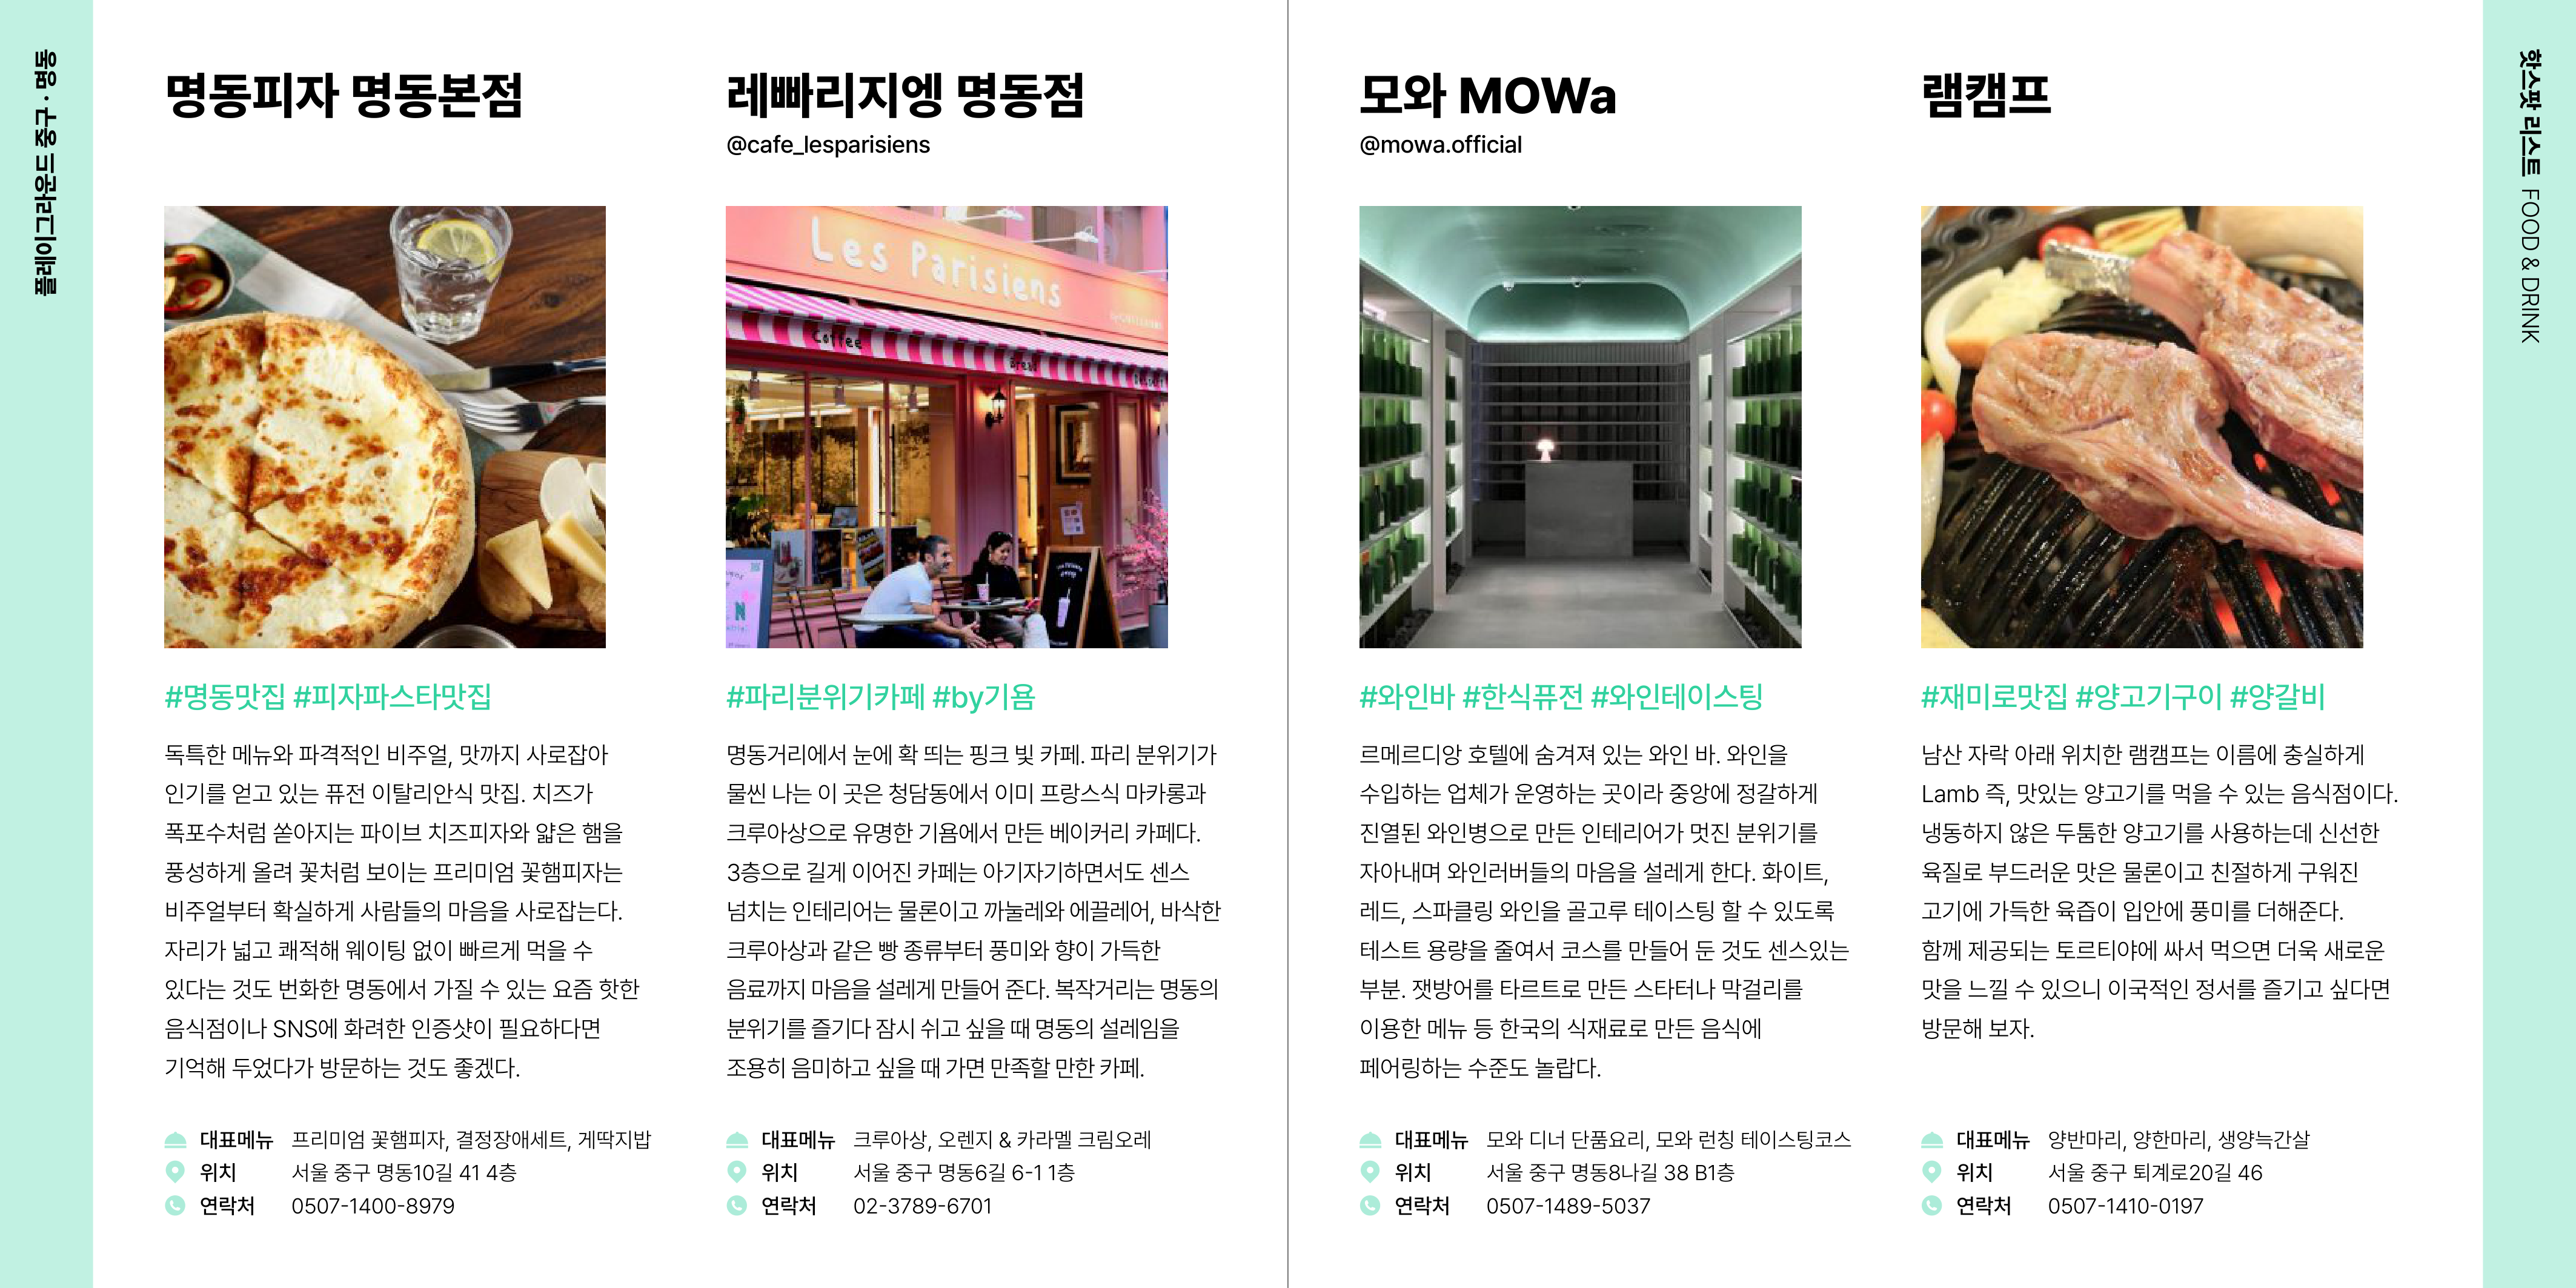 플레이그라운드 중구 · 명동
명동피자 명동본점
#명동맛집 #피자파스타맛집
독특한 메뉴와 파격적인 비주얼, 맛까지 사로잡아
인기를 얻고 있는 퓨전 이탈리안식 맛집. 치즈가
폭포수처럼 쏟아지는 파이브 치즈피자와 얇은 햄을
풍성하게 올려 꽃처럼 보이는 프리미엄 꽃햄피자는
비주얼부터 확실하게 사람들의 마음을 사로잡는다.
자리가 넓고 쾌적해 웨이팅 없이 빠르게 먹을 수
있다는 것도 번화한 명동에서 가질 수 있는 요즘 핫한
음식점이나 SNS에 화려한 인증샷이 필요하다면
기억해 두었다가 방문하는 것도 좋겠다.
대표메뉴 프리미엄 꽃햄피자, 결정장애세트, 게딱지밥
위치 서울 중구 명동10길 41 4층
연락처 0507-1400-8979
레빠리지엥 명동점
@cafe_lesparisiens
Les Parisiens
Coffee
Bread
#파리분위기카페 #by기욤
명동거리에서 눈에 확 띄는 핑크 빛 카페. 파리 분위기가
물씬 나는 이 곳은 청담동에서 이미 프랑스식 마카롱과
크루아상으로 유명한 기욤에서 만든 베이커리 카페다.
3층으로 길게 이어진 카페는 아기자기하면서도 센스
넘치는 인테리어는 물론이고 까눌레와 에끌레어, 바삭한
크루아상과 같은 빵 종류부터 풍미와 향이 가득한
음료까지 마음을 설레게 만들어 준다. 복작거리는 명동의
분위기를 즐기다 잠시 쉬고 싶을 때 명동의 설레임을
조용히 음미하고 싶을 때 가면 만족할 만한 카페.
대표메뉴 크루아상, 오렌지 & 카라멜 크림오레
위치 서울 중구 명동6길 6-1 1층
연락처 02-3789-6701
모와 MOWa
@mowa.official
#와인바 #한식퓨전 #와인테이스팅
르메르디앙 호텔에 숨겨져 있는 와인 바. 와인을
수입하는 업체가 운영하는 곳이라 중앙에 정갈하게
진열된 와인병으로 만든 인테리어가 멋진 분위기를
자아내며 와인러버들의 마음을 설레게 한다. 화이트,
레드, 스파클링 와인을 골고루 테이스팅 할 수 있도록
테스트 용량을 줄여서 코스를 만들어 둔 것도 센스있는
부분. 잿방어를 타르트로 만든 스타터나 막걸리를
이용한 메뉴 등 한국의 식재료로 만든 음식에
페어링하는 수준도 놀랍다.
대표메뉴 모와 디너 단품요리, 모와 런칭 테이스팅코스
위치 서울 중구 명동8나길 38 B1층
연락처 0507-1489-5037
램캠프
#재미로맛집 #양고기구이 #양갈비
남산 자락 아래 위치한 램캠프는 이름에 충실하게
Lamb 즉, 맛있는 양고기를 먹을 수 있는 음식점이다.
냉동하지 않은 두툼한 양고기를 사용하는데 신선한
육질로 부드러운 맛은 물론이고 친절하게 구워진
고기에 가득한 육즙이 입안에 풍미를 더해준다.
함께 제공되는 토르티야에 싸서 먹으면 더욱 새로운
맛을 느낄 수 있으니 이국적인 정서를 즐기고 싶다면
방문해 보자.
대표메뉴 양반마리, 양한마리, 생양늑간살
위치 서울 중구 퇴계로20길 46
연락처 0507-1410-0197
핫스팟 리스트 FOOD & DRINK